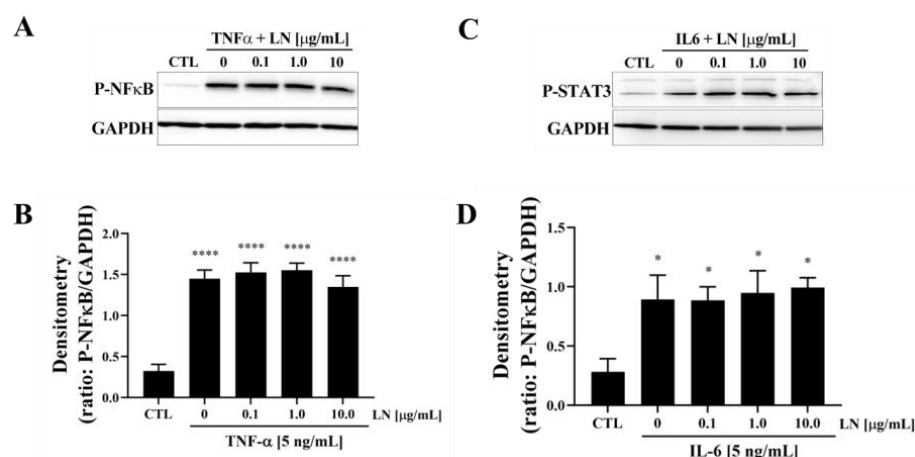 A
TNFα + LN [μg/mL]
CTL 0 0.1 1.0 10
P-NFκB
GAPDH
C
IL6 + LN [μg/mL]
CTL 0 0.1 1.0 10
P-STAT3
GAPDH
B
Densitometry
(ratio: P-NFκB/GAPDH)
2.0
1.5
1.0
0.5
0.0
**** **** **** ****
CTL 0 0.1 1.0 10.0 LN [μg/mL]
TNF-α [5 ng/mL]
D
Densitometry
(ratio: P-NFκB/GAPDH)
1.5
1.0
0.5
0.0
* * * *
CTL 0 0.1 1.0 10.0 LN [μg/mL]
IL-6 [5 ng/mL]